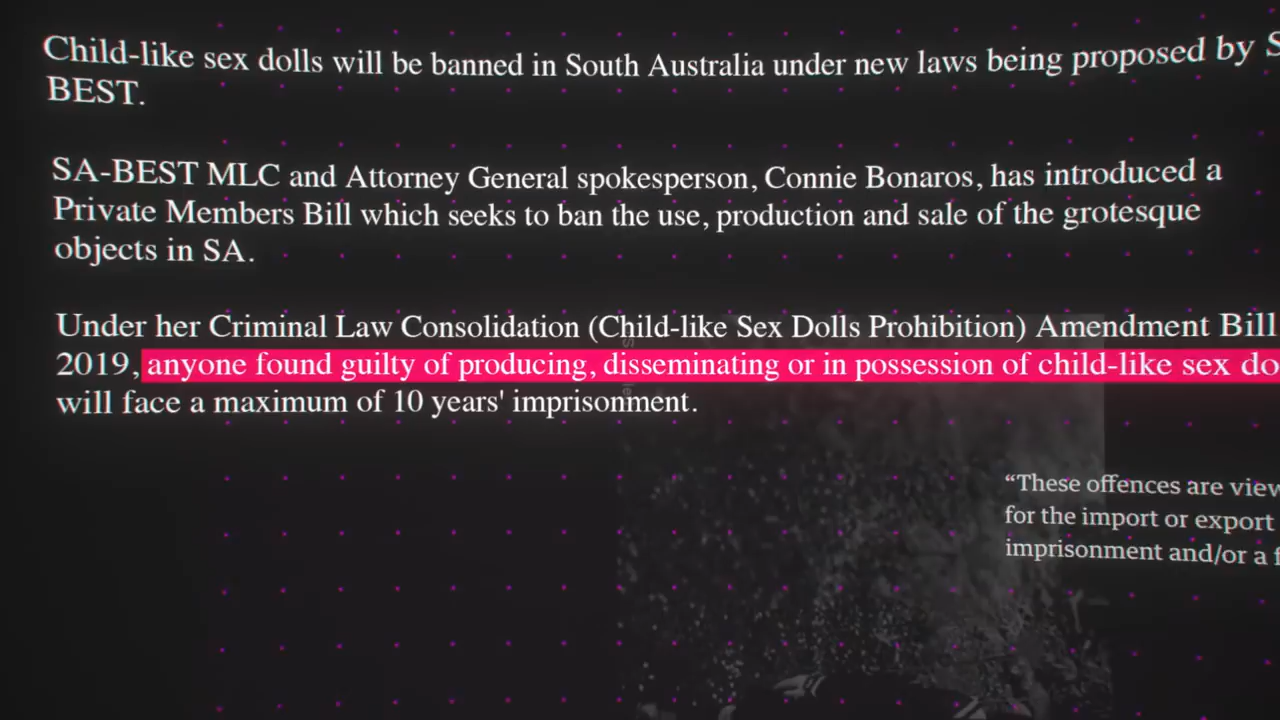 Child-like sex dolls will be banned in South Australia under new laws being proposed by
BEST.
SA-BEST MLC and Attorney General spokesperson, Connie Bonaros, has introduced a
Private Members Bill which seeks to ban the use, production and sale of the grotesque
objects in SA.
Under her Criminal Law Consolidation (Child-like Sex Dolls Prohibition) Amendment Bill
2019, anyone found guilty of producing, disseminating or in possession of child-like sex
will face a maximum of 10 years' imprisonment.
“These offences are
for the import or export
imprisonment and/or a